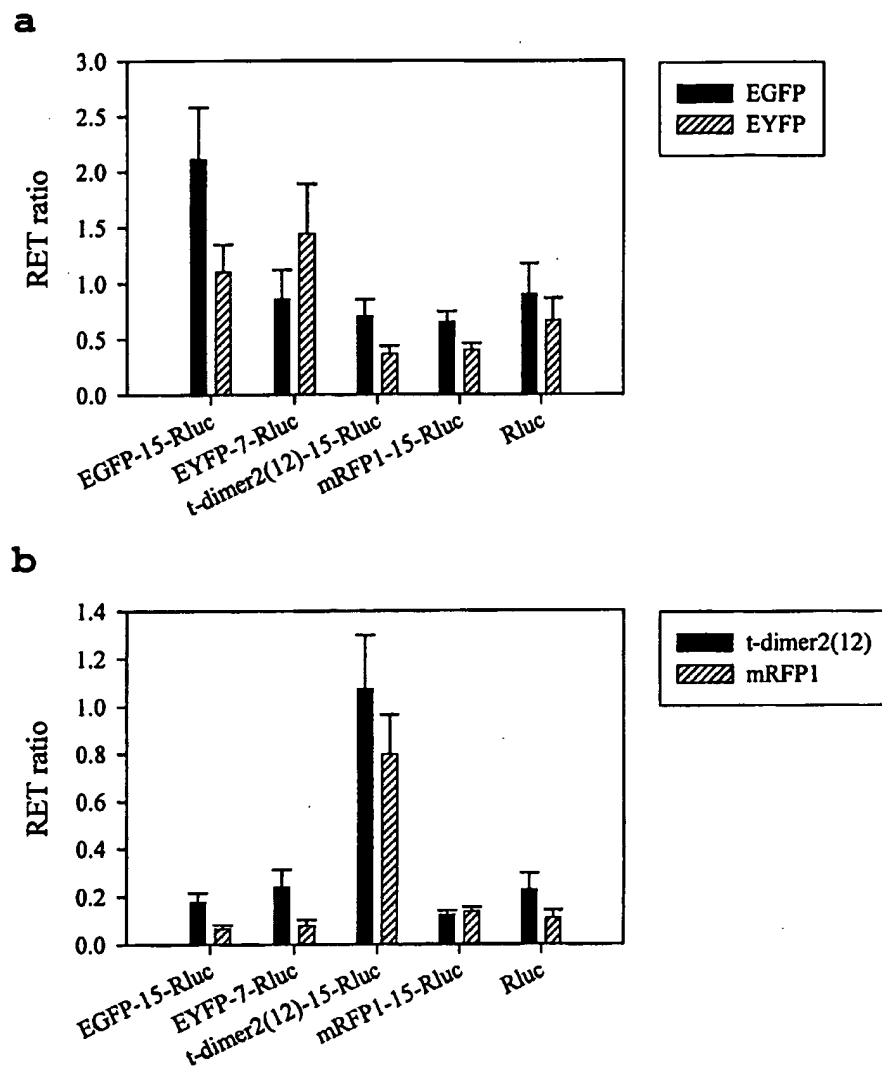 a
3.0
2.5
2.0
1.5
1.0
0.5
0.0
RET ratio
EGFP-15-Rluc
EYFP-7-Rluc
t-dimer2(12)-15-Rluc
mRFP1-15-Rluc
Rluc
EGFP
EYFP
b
1.4
1.2
1.0
0.8
0.6
0.4
0.2
0.0
RET ratio
EGFP-15-Rluc
EYFP-7-Rluc
t-dimer2(12)-15-Rluc
mRFP1-15-Rluc
Rluc
t-dimer2(12)
mRFP1